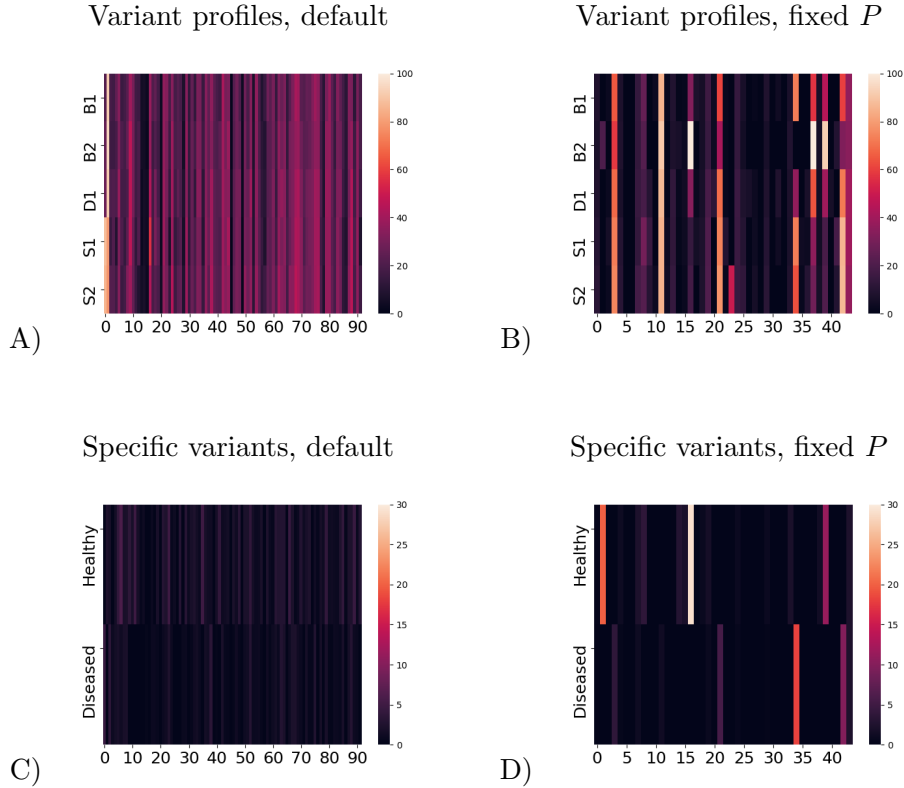 Variant profiles, default
B1
B2
D1
S1
S2
100
80
60
40
20
0
0 10 20 30 40 50 60 70 80 90
A)
Variant profiles, fixed P
B1
B2
D1
S1
S2
100
80
60
40
20
0
0 5 10 15 20 25 30 35 40
B)
Specific variants, default
Healthy
Diseased
30
25
20
15
10
5
0
0 10 20 30 40 50 60 70 80 90
C)
Specific variants, fixed P
Healthy
Diseased
30
25
20
15
10
5
0
0 5 10 15 20 25 30 35 40
D)